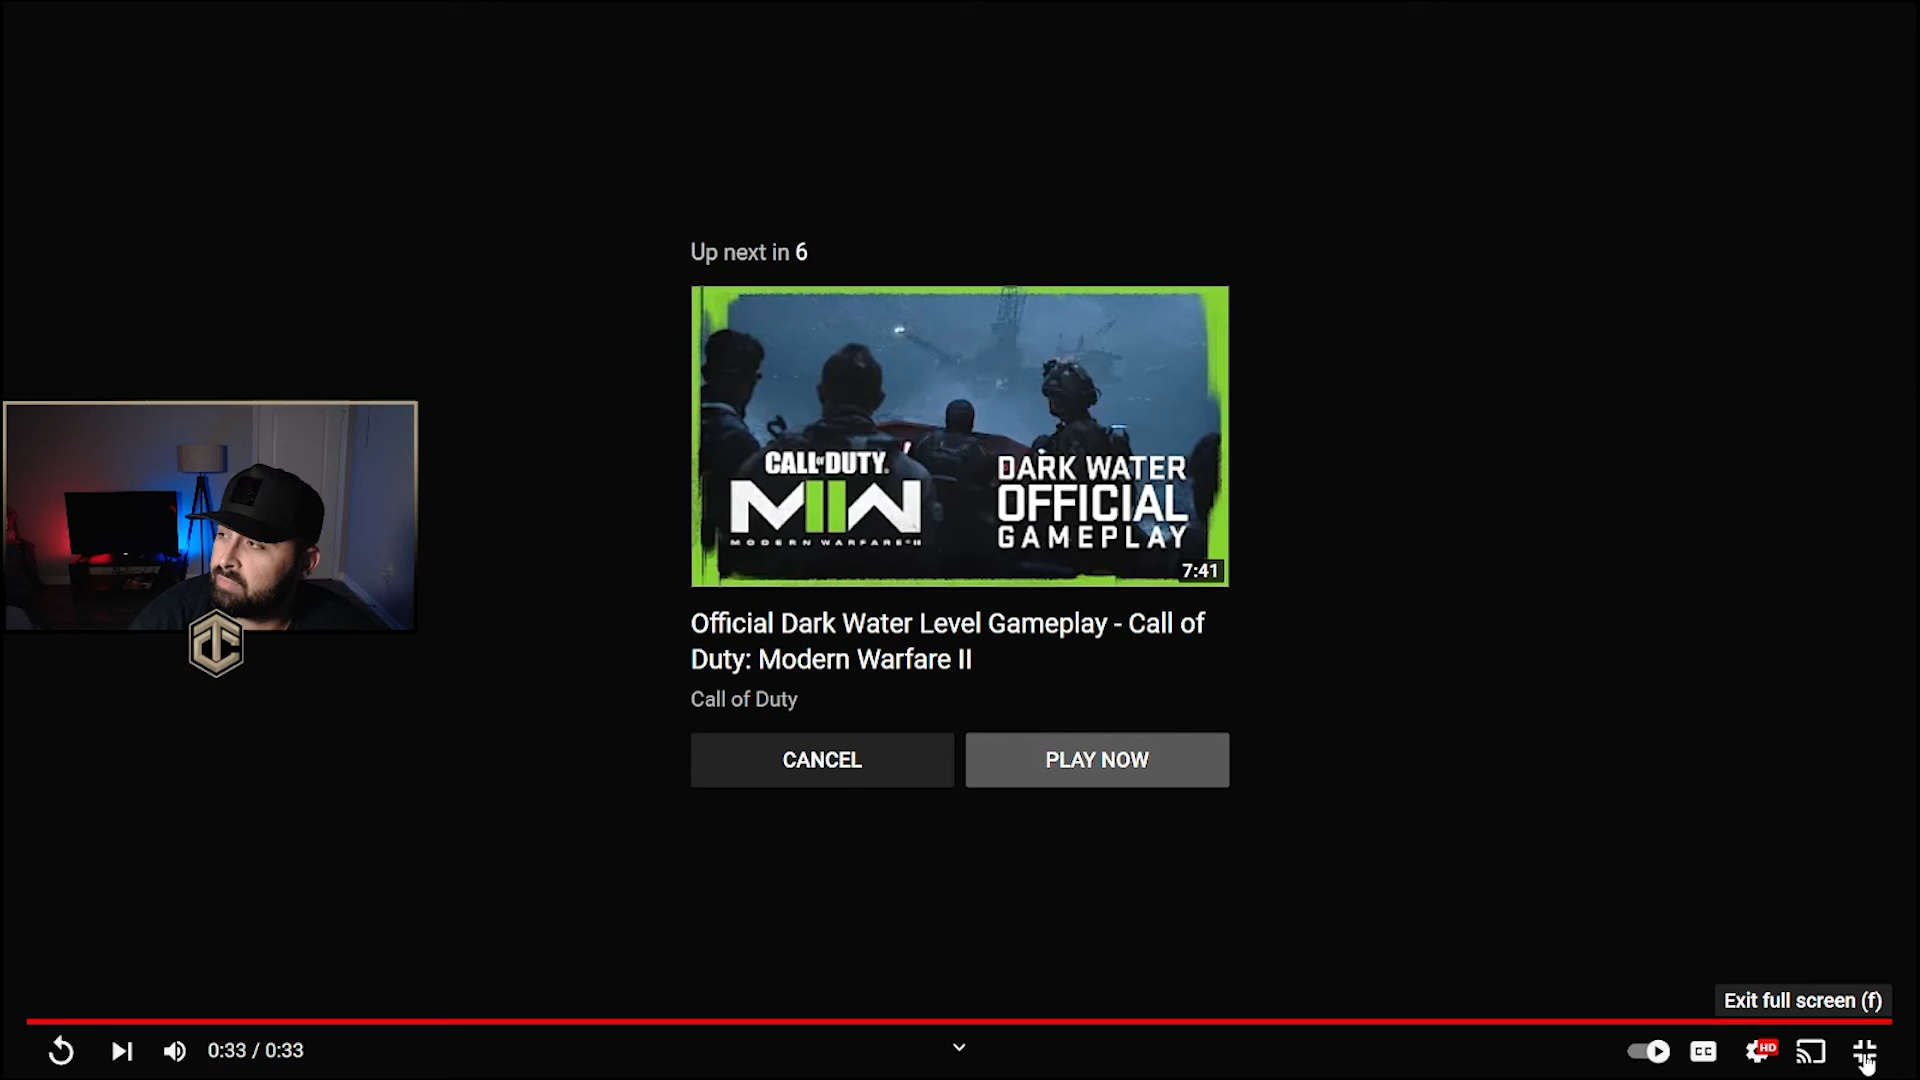 Up next in 6
CALL OF DUTY.
MWII
MODERN WARFARE II
DARK WATER
OFFICIAL
GAMEPLAY
7:41
Official Dark Water Level Gameplay - Call of
Duty: Modern Warfare II
Call of Duty
CANCEL
PLAY NOW
Exit full screen (f)
0:33 / 0:33
CC
HD